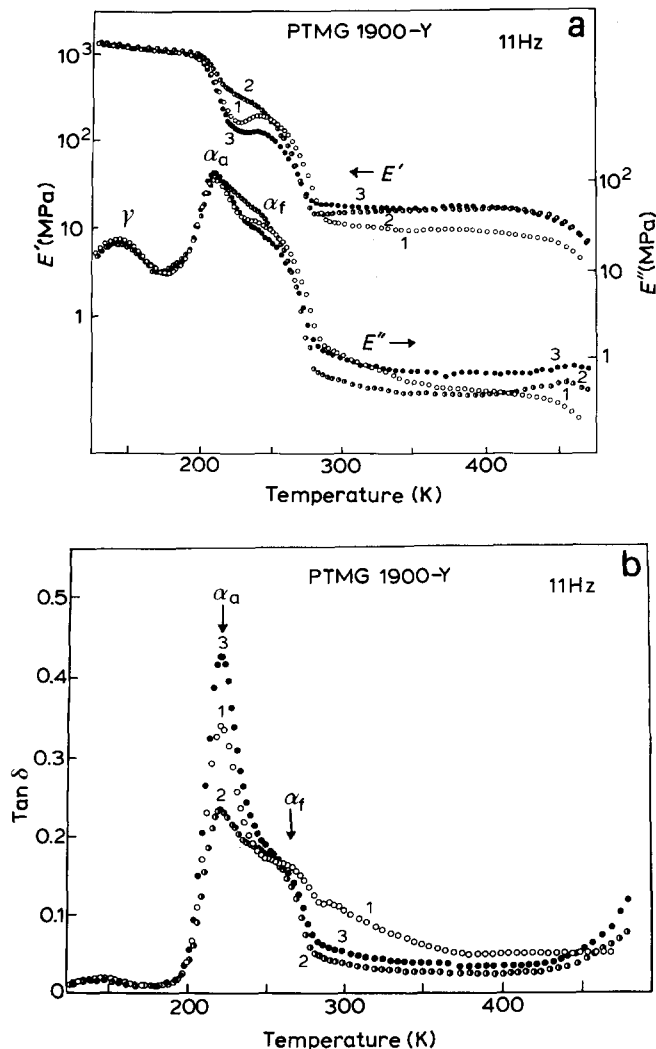 PTMG 1900-Y
11Hz
a
10³
10²
10
1
E'(MPa)
10²
10
1
E''(MPa)
γ
αa
αf
2
1
3
← E'
3
2
1
E'' →
3
2
1
200
300
400
Temperature (K)
PTMG 1900-Y
11Hz
b
0.5
0.4
0.3
0.2
0.1
0
Tan δ
αa
3
1
2
αf
1
3
2
200
300
400
Temperature (K)